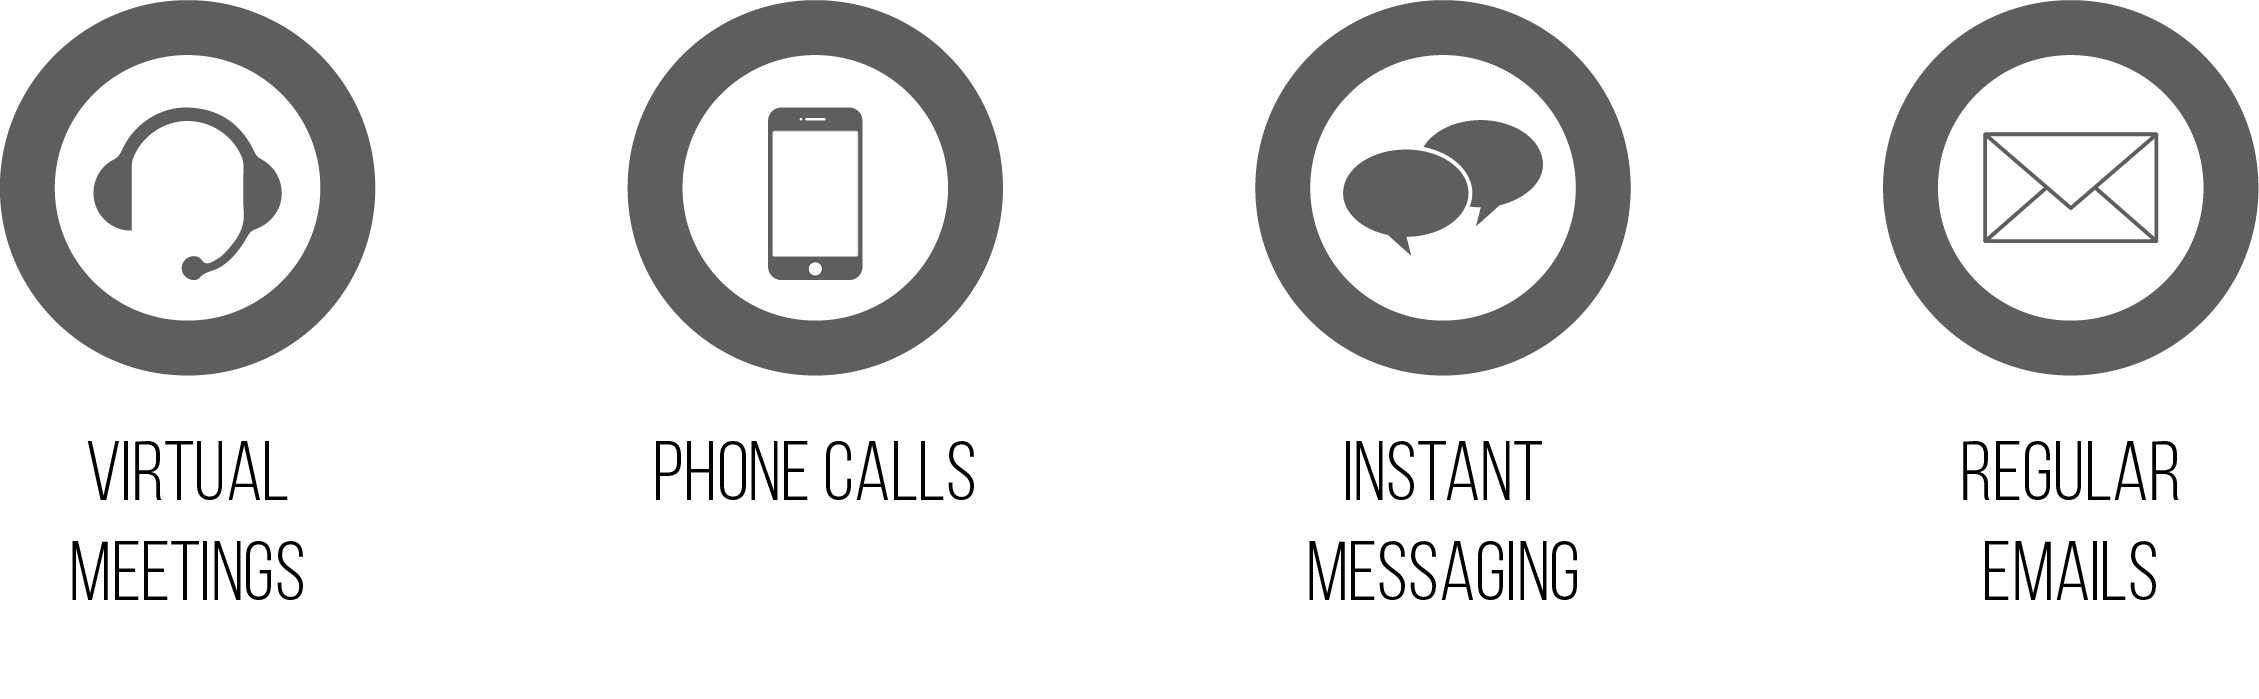 VIRTUAL
MEETINGS
PHONE CALLS
INSTANT
MESSAGING
REGULAR
EMAILS